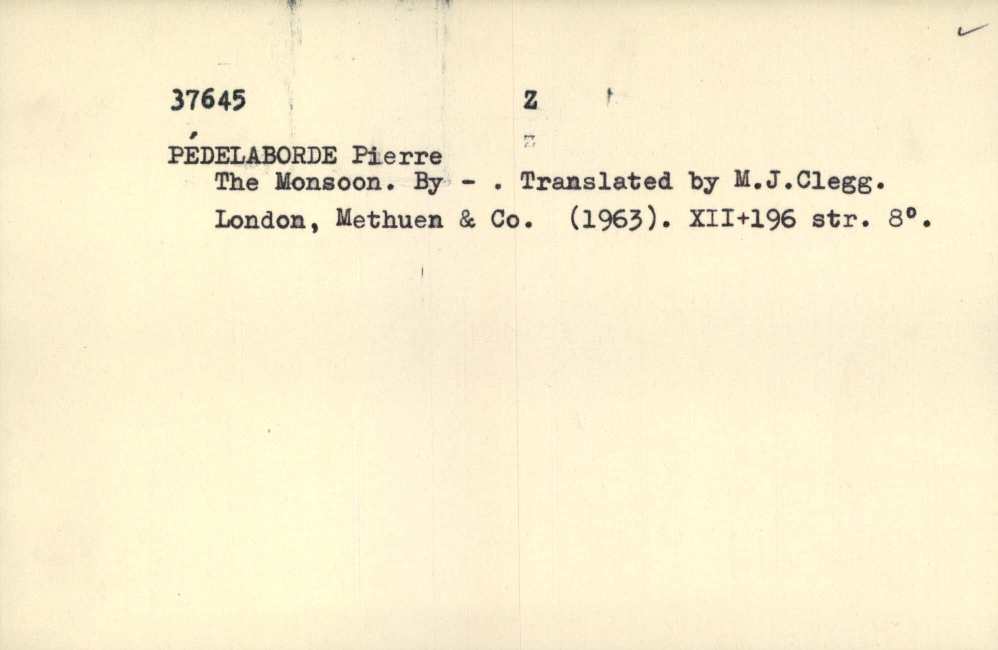 37645 Z
Z
PÉDELABORDE Pierre
The Monsoon. By - . Translated by M.J.Clegg.
London, Methuen & Co. (1963). XII+196 str. 8°.